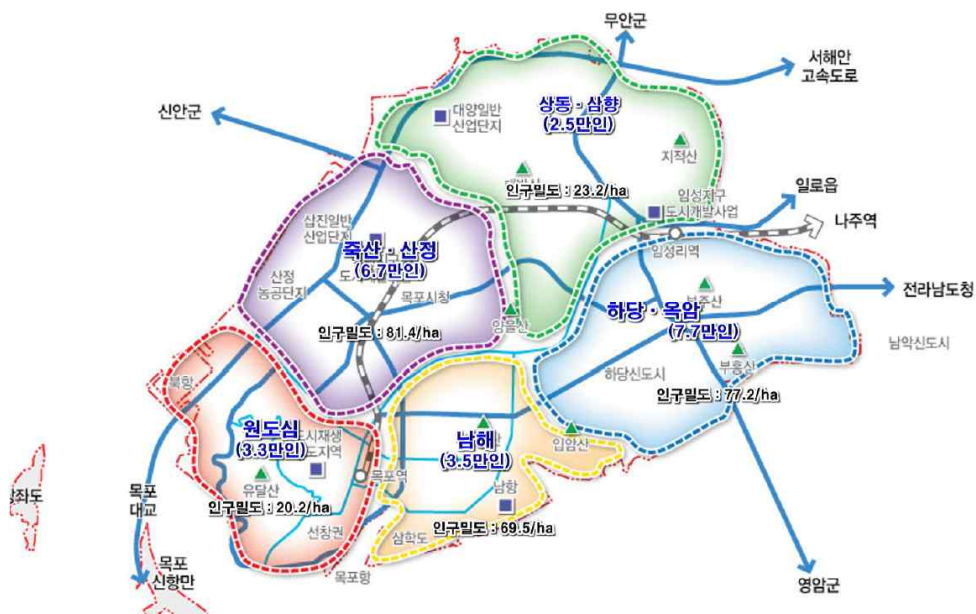 무안군
서해안
고속도로
신안군
상동·삼향
(2.5만인)
대양일반
산업단지
지적산
인구밀도 : 23.2/ha
임성지구
도시개발사업
일로읍
나주역
임성리역
삽진일반
산업단지
죽산·산정
(6.7만인)
산정
농공단지
목포시청
인구밀도 : 81.4/ha
양을산
부주산
하당·옥암
(7.7만인)
전라남도청
남악신도시
부흥산
하당신도시
인구밀도 : 77.2/ha
북항
원도심
(3.3만인)
도시재생
선도지역
유달산
목포역
인구밀도 : 20.2/ha
선창권
남해
(3.5만인)
입암산
남항
인구밀도 : 69.5/ha
삼학도
목포항
목포
대교
목포
신항만
영암군